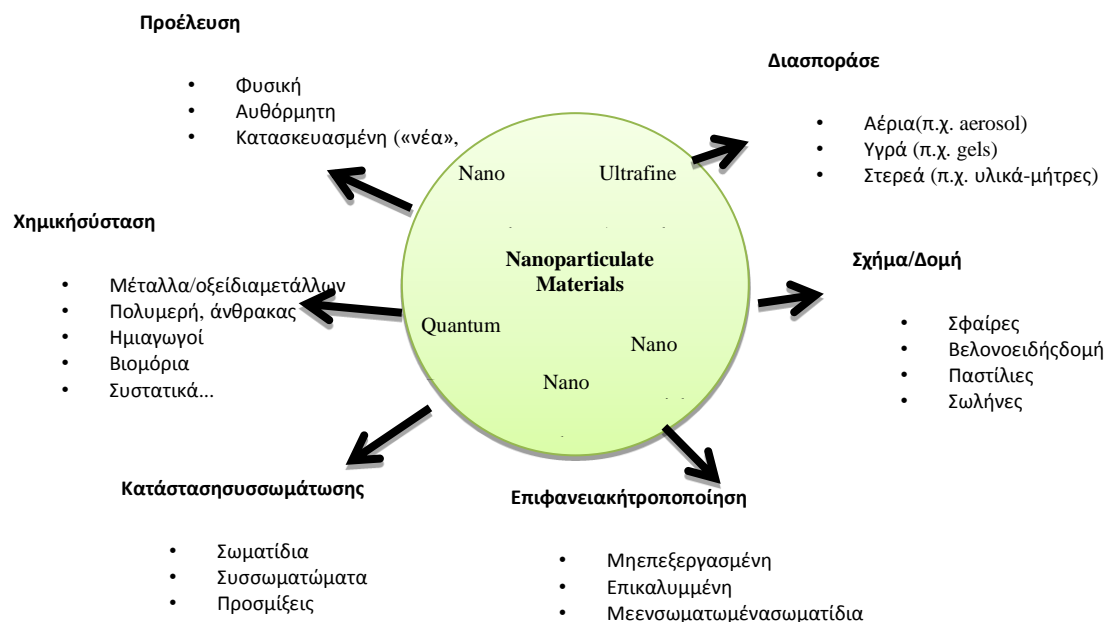 Προέλευση
• Φυσική
• Αυθόρμητη
• Κατασκευασμένη («νέα»,
Διασποράσε
• Αέρια(π.χ. aerosol)
• Υγρά (π.χ. gels)
• Στερεά (π.χ. υλικά-μήτρες)
Nano
Ultrafine
Χημικήσύσταση
• Μέταλλα/οξείδιαμετάλλων
• Πολυμερή, άνθρακας
• Ημιαγωγοί
• Βιομόρια
• Συστατικά...
Nanoparticulate
Materials
Quantum
Nano
Nano
Σχήμα/Δομή
• Σφαίρες
• Βελονοειδήςδομή
• Παστίλιες
• Σωλήνες
Κατάστασησυσσωμάτωσης
• Σωματίδια
• Συσσωματώματα
• Προσμίξεις
Επιφανειακήτροποποίηση
• Μηεπεξεργασμένη
• Επικαλυμμένη
• Μεενσωματωμένασωματίδια